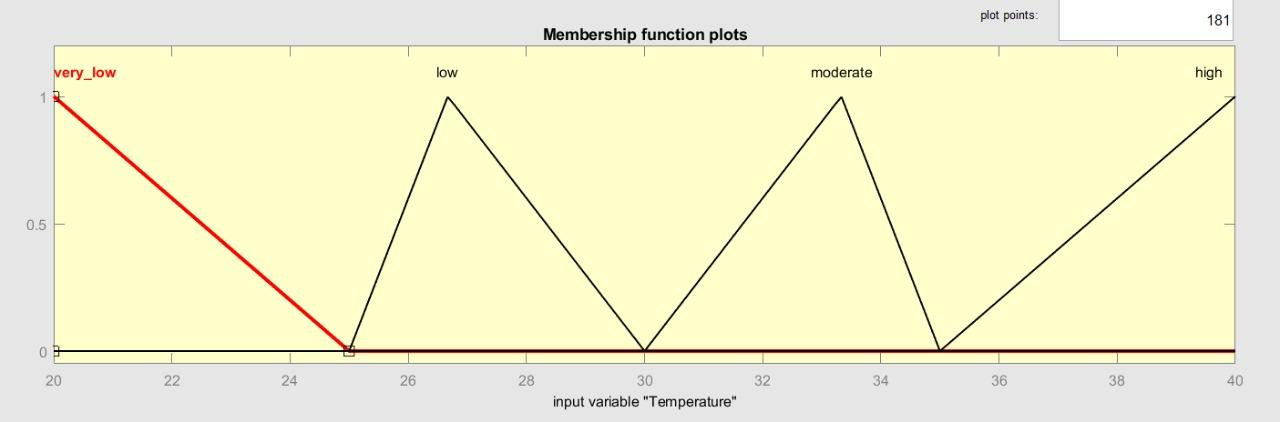 plot points: 181
Membership function plots
very_low low moderate high
1
0.5
0
20 22 24 26 28 30 32 34 36 38 40
input variable "Temperature"